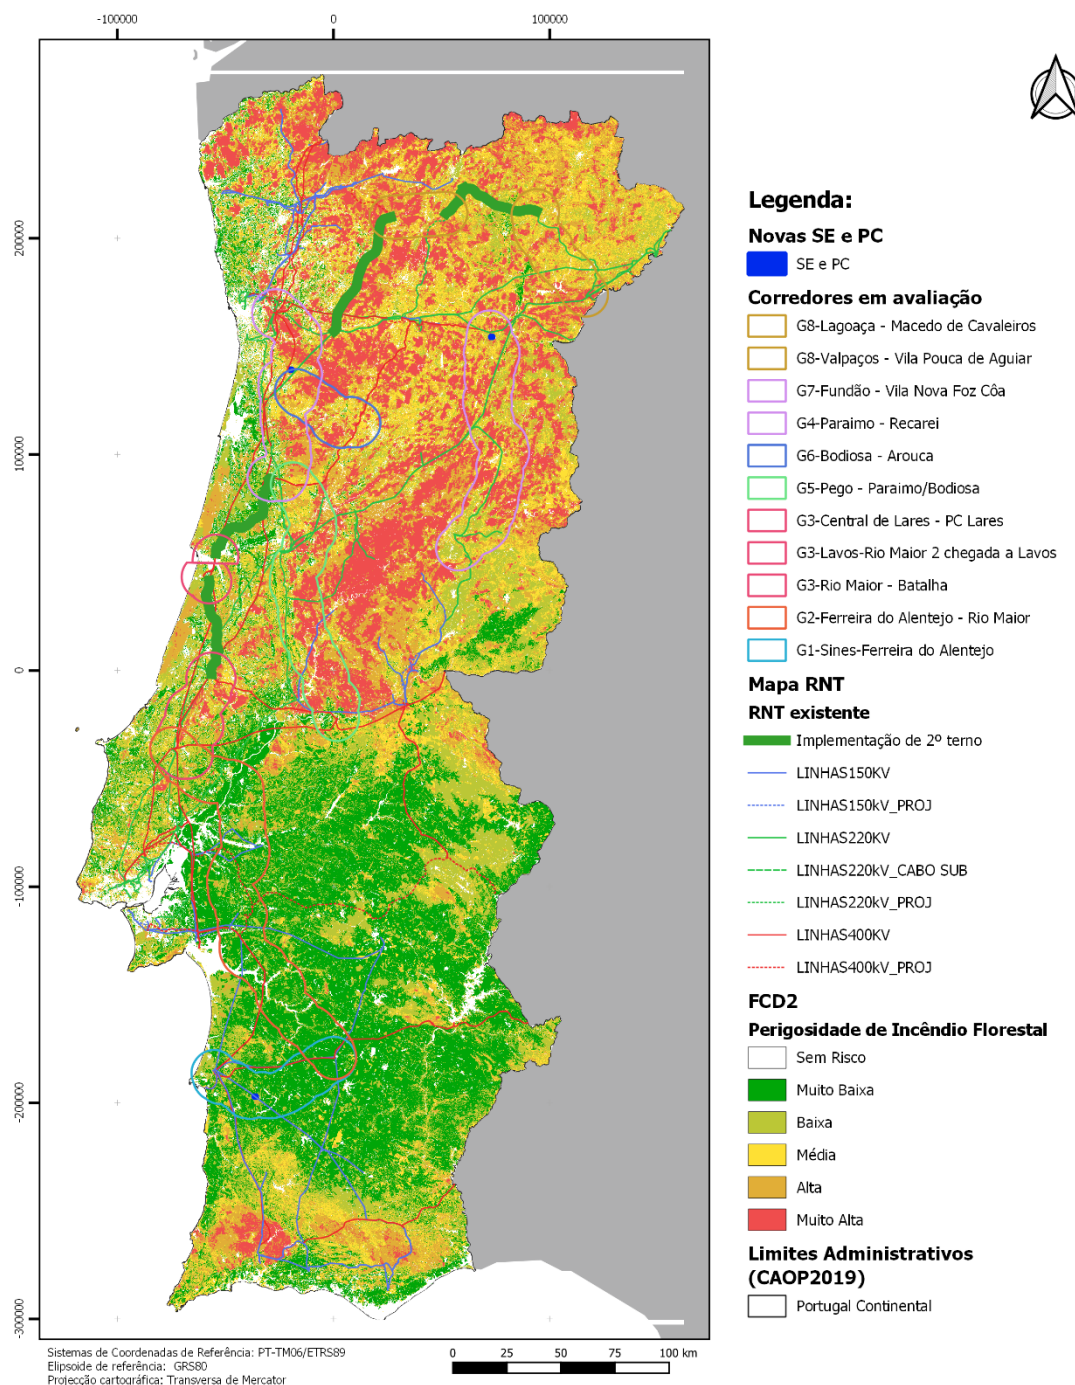 -100000
0
100000
200000
100000
0
-100000
-200000
-300000
Legenda:
Novas SE e PC
SE e PC
Corredores em avaliação
G8-Lagoaça - Macedo de Cavaleiros
G8-Valpaços - Vila Pouca de Aguiar
G7-Fundão - Vila Nova Foz Côa
G4-Paraimo - Recarei
G6-Bodiosa - Arouca
G5-Pego - Paraimo/Bodiosa
G3-Central de Lares - PC Lares
G3-Lavos-Rio Maior 2 chegada a Lavos
G3-Rio Maior - Batalha
G2-Ferreira do Alentejo - Rio Maior
G1-Sines-Ferreira do Alentejo
Mapa RNT
RNT existente
Implementação de 2º terno
LINHAS150KV
LINHAS150kV_PROJ
LINHAS220KV
LINHAS220kV_CABO SUB
LINHAS220kV_PROJ
LINHAS400KV
LINHAS400kV_PROJ
FCD2
Perigosidade de Incêndio Florestal
Sem Risco
Muito Baixa
Baixa
Média
Alta
Muito Alta
Limites Administrativos
(CAOP2019)
Portugal Continental
Sistemas de Coordenadas de Referência: PT-TM06/ETRS89
Elipsoide de referência: GRS80
Projecção cartográfica: Transversa de Mercator
0 25 50 75 100 km